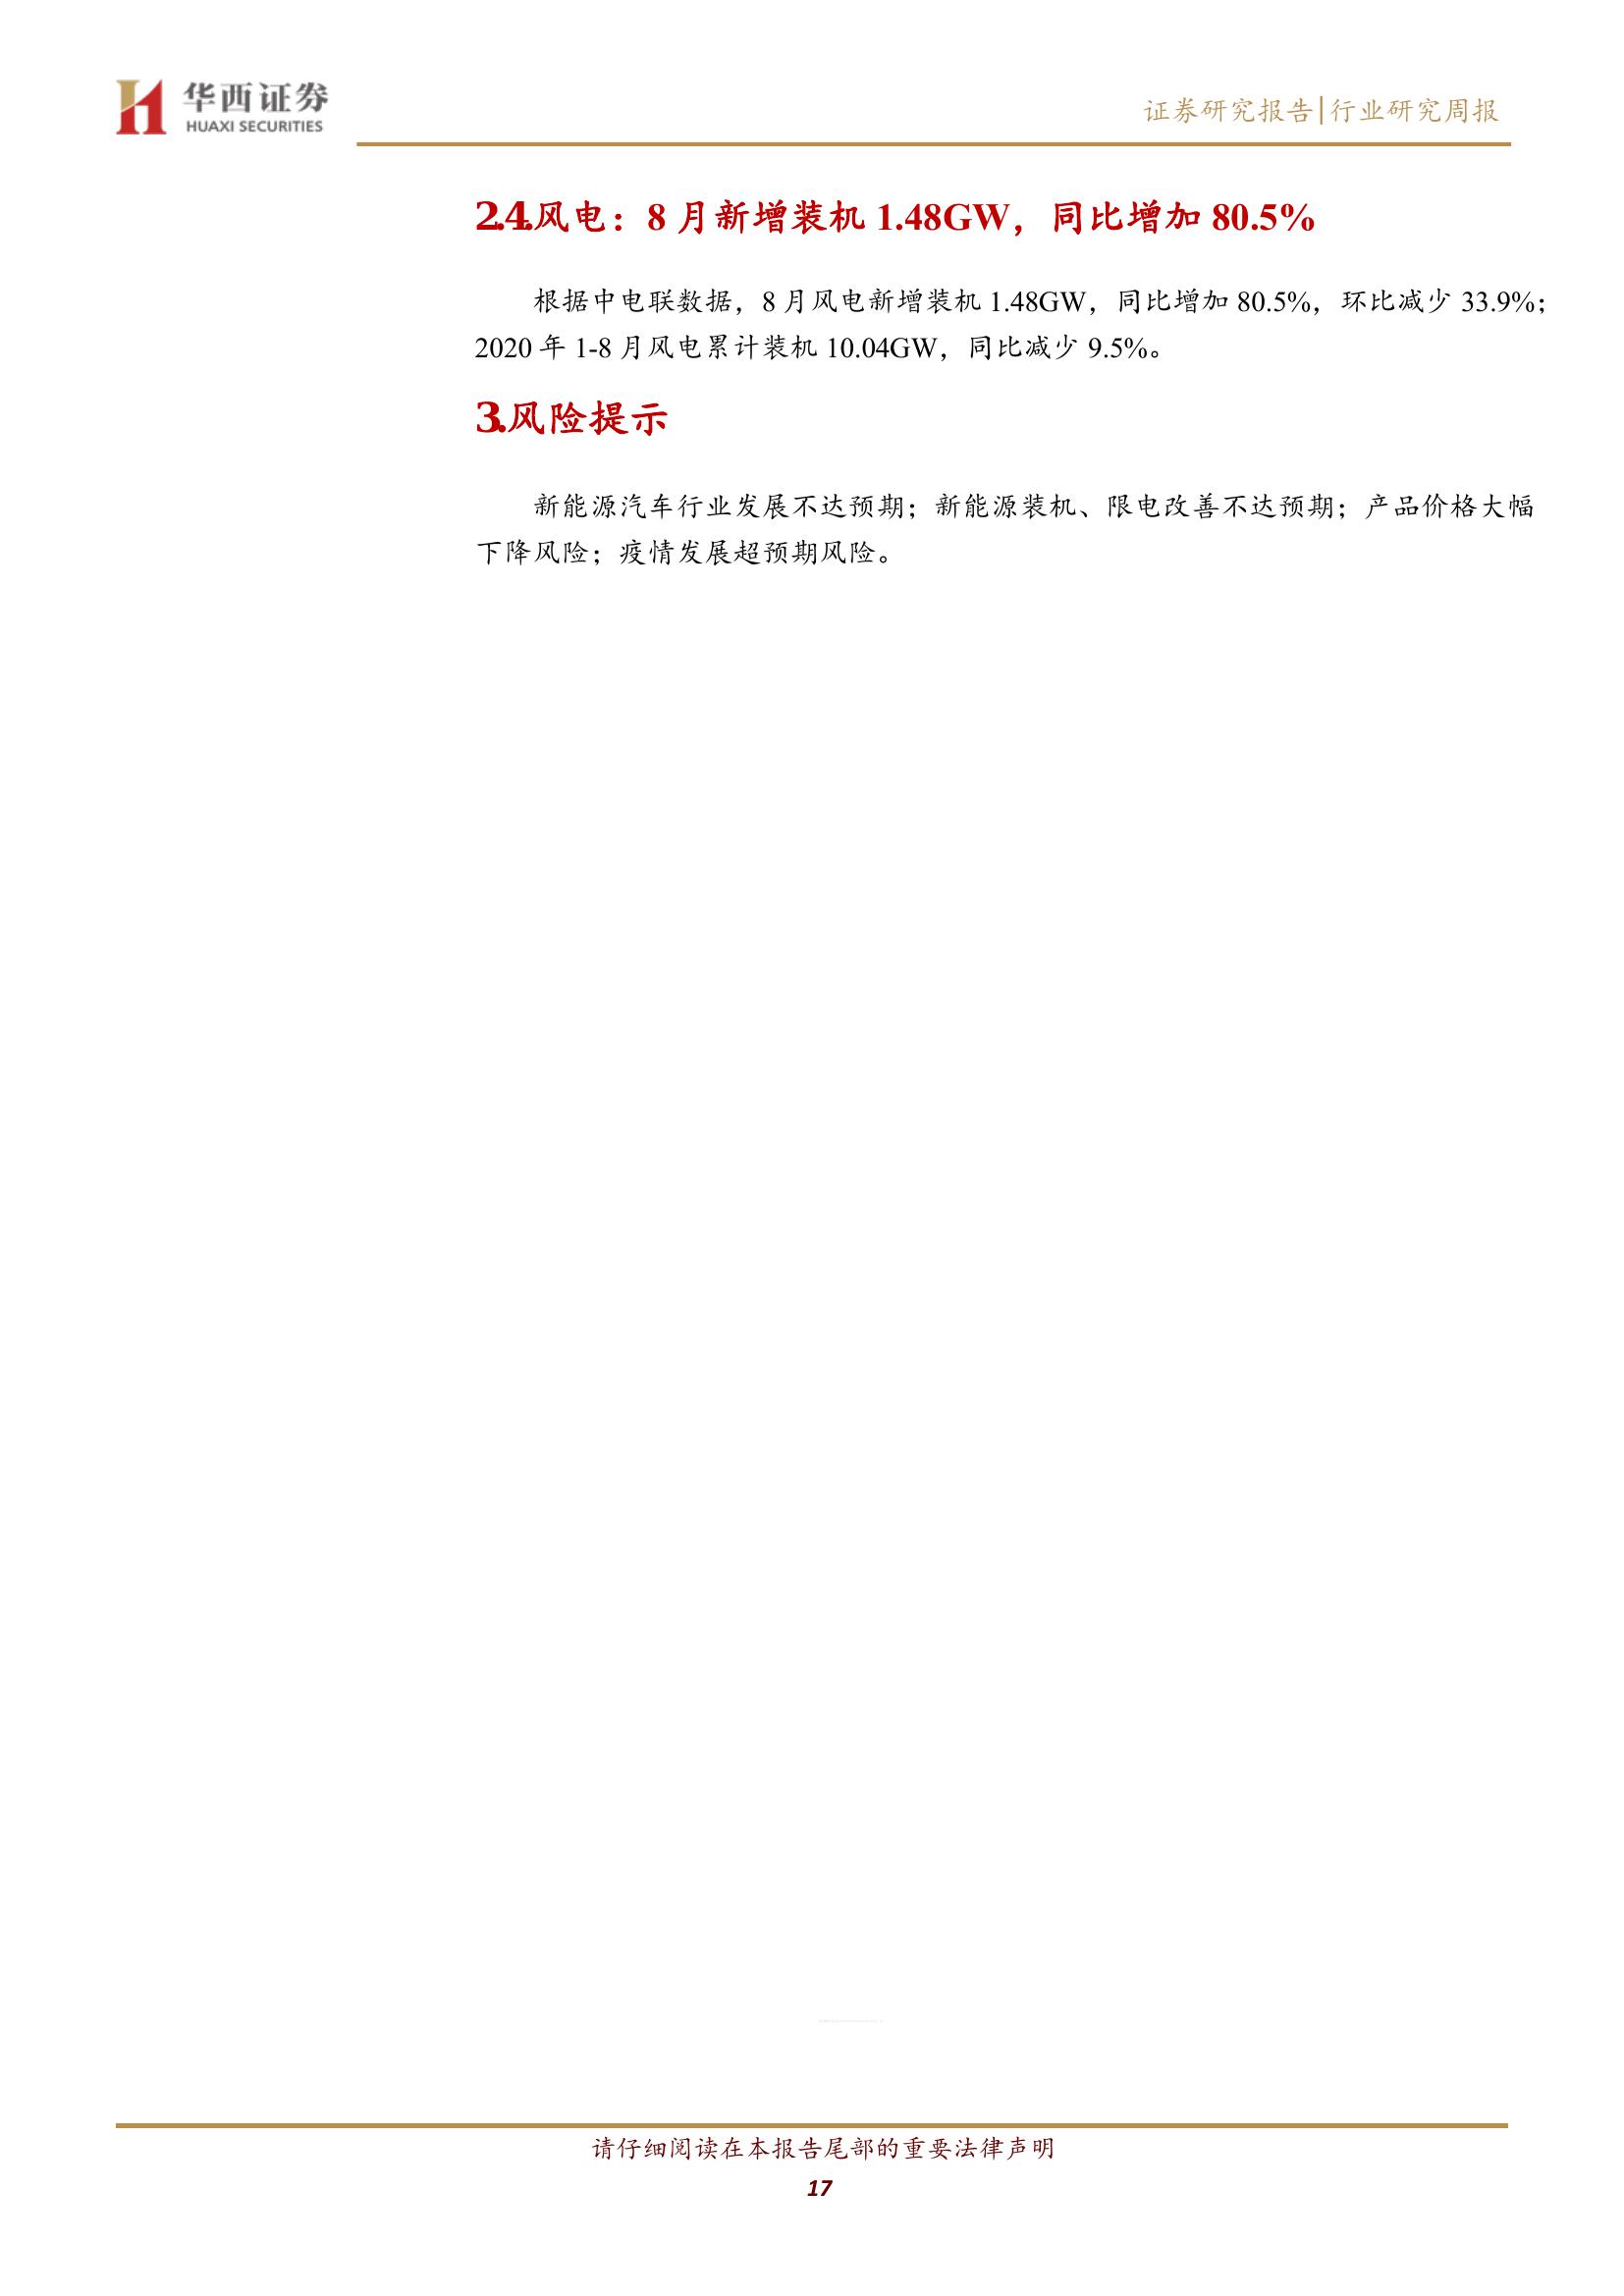 华西证券
HUAXI SECURITIES
证券研究报告|行业研究周报
2.4.风电：8 月新增装机 1.48GW，同比增加 80.5%
根据中电联数据，8 月风电新增装机 1.48GW，同比增加 80.5%，环比减少 33.9%；
2020 年 1-8 月风电累计装机 10.04GW，同比减少 9.5%。
3.风险提示
新能源汽车行业发展不达预期；新能源装机、限电改善不达预期；产品价格大幅
下降风险；疫情发展超预期风险。
请仔细阅读在本报告尾部的重要法律声明
17